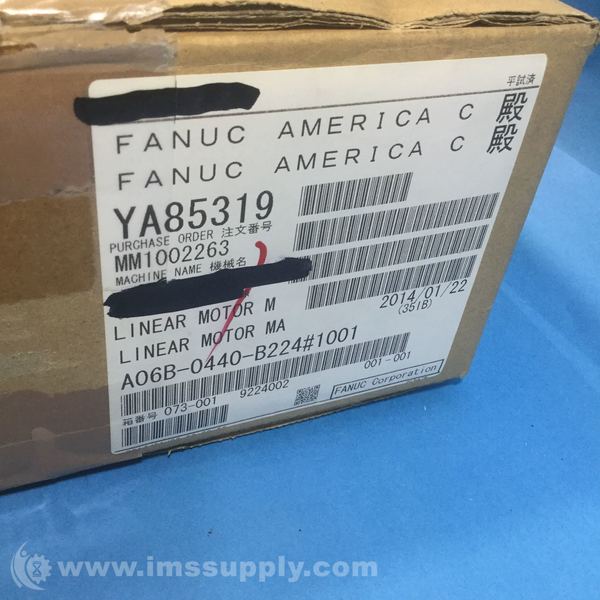 平試済
FANUC AMERICA C 殿
FANUC AMERICA C 殿
YA85319
PURCHASE ORDER 注文番号
MM1002263
MACHINE NAME 機械名
LINEAR MOTOR M 2014/01/22
LINEAR MOTOR MA (351B)
A06B-0440-B224#1001
001-001
箱番号 073-001 9224002
FANUC Corporation
www.imssupply.com